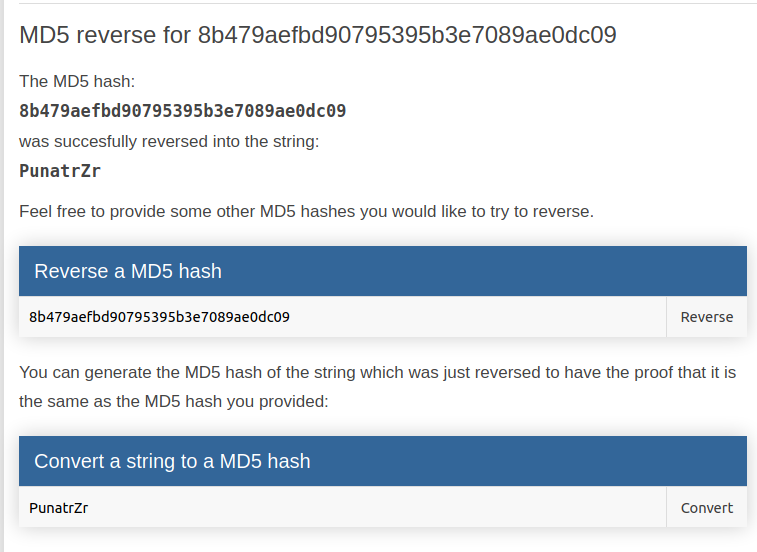 MD5 reverse for 8b479aefbd90795395b3e7089ae0dc09
The MD5 hash:
8b479aefbd90795395b3e7089ae0dc09
was succesfully reversed into the string:
PunatrZr
Feel free to provide some other MD5 hashes you would like to try to reverse.
Reverse a MD5 hash
8b479aefbd90795395b3e7089ae0dc09 Reverse
You can generate the MD5 hash of the string which was just reversed to have the proof that it is
the same as the MD5 hash you provided:
Convert a string to a MD5 hash
PunatrZr Convert